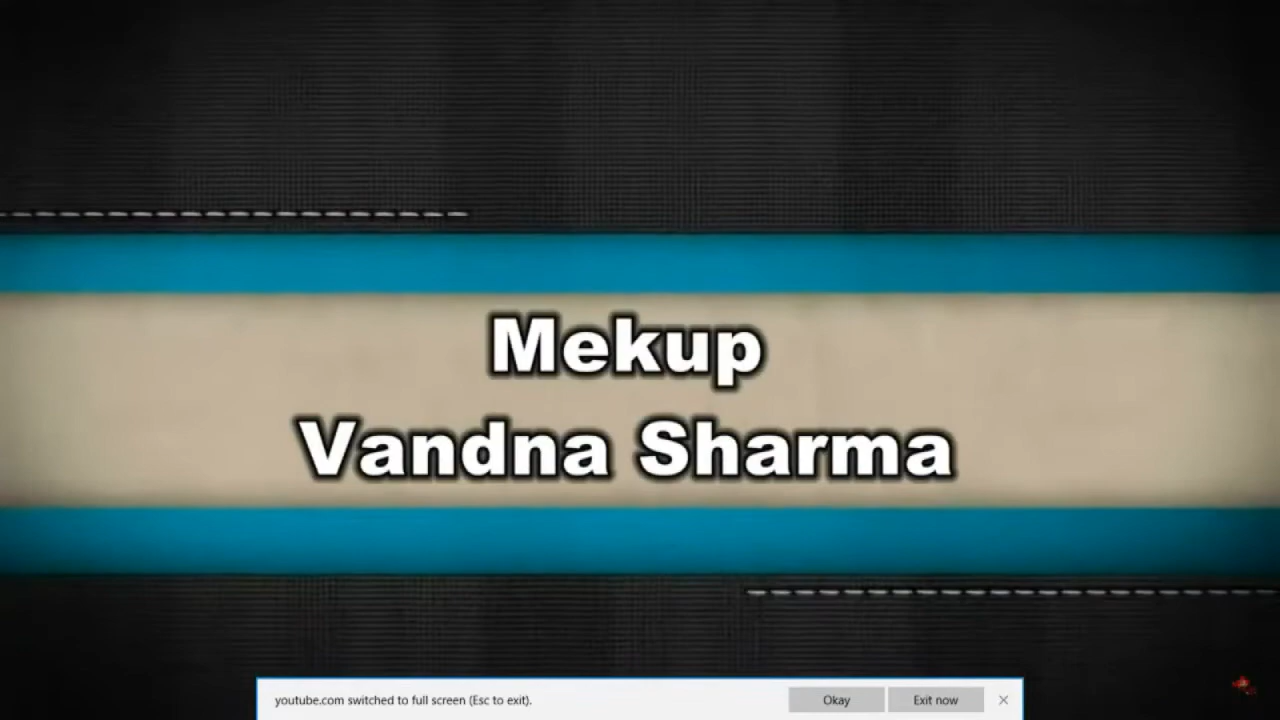 Mekup
Vandna Sharma
youtube.com switched to full screen (Esc to exit).
Okay
Exit now